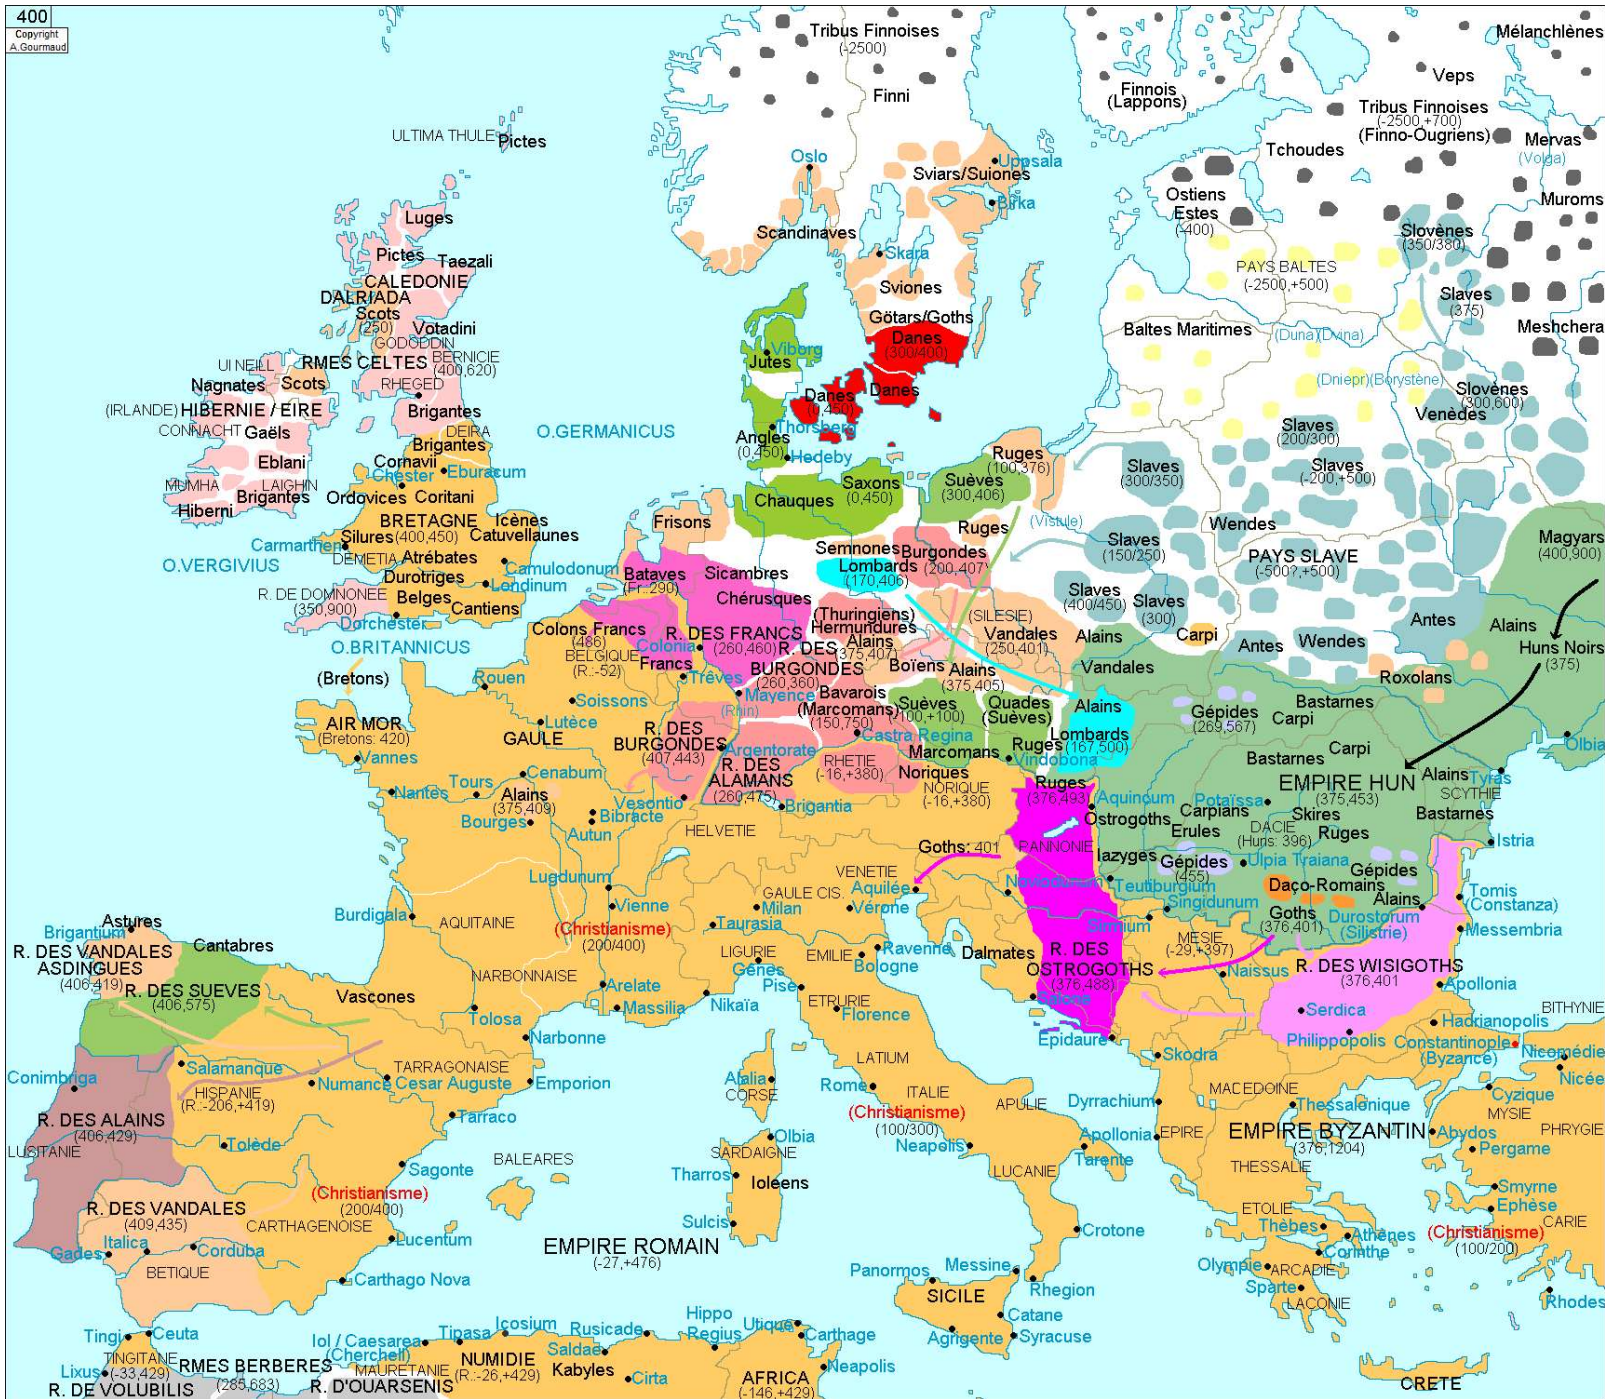 400
Copyright
A.Gourmaud
Tribus Finnoises
(-2500)
Mélanchlènes
Finni
Finnois
(Lappons)
Veps
Tribus Finnoises
(-2500,+700)
(Finno-Ougriens)
Mervas
(Volga)
Tchoudes
Muroms
Meshchera
ULTIMA THULE
Pictes
Oslo
Uppsala
Sviars/Suiones
Birka
Scandinaves
Skara
Sviones
Götars/Goths
Ostiens
Estes
(-400)
Slovènes
(350/380)
PAYS BALTES
(-2500,+500)
Slaves
(375)
Baltes Maritimes
(Duna)(Dvina)
(Dniepr)(Borystène)
Slovènes
(300,600)
Venèdes
Luges
Pictes
Taezali
CALEDONIE
DALRIADA
Scots
(250)
Votadini
GODODDIN
RMES CELTES
BERNICIE
(400,620)
UI NEILL
Nagnates
Scots
RHEGED
(IRLANDE)
HIBERNIE / EIRE
Brigantes
CONNACHT
Gaëls
DEIRA
Brigantes
Eblani
Cornavii
Chester
Eburacum
MUMHA
LAIGHIN
Brigantes
Ordovices
Coritani
Hiberni
BRETAGNE
(400,450)
Icènes
Silures
Catuvellaunes
Carmarthen
DEMETIA
Atrébates
O.VERGIVIUS
Camulodonum
Durotriges
Londinum
R. DE DOMNONEE
(350,900)
Belges
Cantiens
Dorchester
O.BRITANNICUS
O.GERMANICUS
Danes
(300/400)
Viborg
Jutes
Danes
Danes
(0,450)
Thorsberg
Angles
(0,450)
Hedeby
Saxons
(0,450)
Chauques
Ruges
(100,376)
Suèves
(300,406)
Slaves
(300/350)
Slaves
(200/300)
Slaves
(-200,+500)
Frisons
Ruges
(Vistule)
Wendes
Magyars
(400,900)
Semnones
Burgondes
(200,407)
Slaves
(150/250)
PAYS SLAVE
(-500?,+500)
Lombards
(170,406)
Bataves
(Fr.:290)
Sicambres
Chérusques
(Thuringiens)
Hermundures
(SILESIE)
Slaves
(400/450)
Slaves
(300)
Antes
Colons Francs
(486)
R. DES FRANCS
(260,460)
Alains
(375,407)
Vandales
(250,401)
Alains
Carpi
Antes
Wendes
Alains
Huns Noirs
(375)
BELGIQUE
(R.:-52)
Colonia
Francs
R. DES
BURGONDES
(260,360)
Boïens
Alains
(375,405)
Vandales
Roxolans
(Bretons)
Rouen
Trêves
Mayence
(Rhin)
Bavarois
(Marcomans)
(150,750)
Soissons
Suèves
(-100,+100)
Quades
(Suèves)
Alains
Gépides
(269,567)
Bastarnes
Carpi
AIR MOR
(Bretons: 420)
Lutèce
GAULE
R. DES
BURGONDES
(407,443)
Argentorate
Castra Regina
Marcomans
Ruges
Lombards
(167,500)
Vindobona
Carpi
Bastarnes
Olbia
Vannes
Tours
Cenabum
R. DES
ALAMANS
(260,475)
RHETIE
(-16,+380)
Noriques
NORIQUE
(-16,+380)
Ruges
(376,493)
EMPIRE HUN
(375,453)
Alains
Tyras
SCYTHIE
Nantes
Alains
(375,409)
Vesontio
Bibracte
Bourges
Autun
Brigantia
Aquincum
Ostrogoths
Potaïssa
Carpians
Skires
Erules
DACIE
(Huns: 396)
Ruges
Bastarnes
HELVETIE
Goths: 401
PANNONIE
Iazyges
Gépides
(455)
Ulpia Traiana
Gépides
Istria
VENETIE
Aquilée
Noviodunum
Teutiburgium
Daco-Romains
Alains
Lugdunum
GAULE CIS.
Singidunum
Tomis
(Constanza)
Vienne
Milan
Vérone
Sirmium
Goths
(376,401)
Durostorum
(Silistrie)
Burdigala
AQUITAINE
(Christianisme)
(200/400)
Taurasia
Messembria
Astures
Brigantium
Cantabres
LIGURIE
Gênes
EMILIE
Ravenne
Bologne
Dalmates
R. DES
OSTROGOTHS
(376,488)
MESIE
(-29,+397)
R. DES VANDALES
ASDINGUES
(406,419)
NARBONNAISE
Pise
Naissus
R. DES WISIGOTHS
376,401
R. DES SUEVES
(406,575)
Vascones
Arelate
Nikaïa
ETRURIE
Salone
Apollonia
Tolosa
Massilia
Florence
Serdica
BITHYNIE
Narbonne
Epidaure
Philippopolis
Hadrianopolis
Constantinople
(Byzance)
LATIUM
Skodra
Nicomédie
Nicée
Conimbriga
Salamanque
TARRAGONAISE
Numance
Cesar Auguste
Emporion
Alalia
CORSE
Rome
ITALIE
MACEDOINE
Cyzique
HISPANIE
(R.:-206,+419)
(Christianisme)
(100/300)
APULIE
Dyrrachium
Thessalonique
MYSIE
R. DES ALAINS
(406,429)
Tarraco
Olbia
Neapolis
Apollonia
EPIRE
EMPIRE BYZANTIN
(376,1204)
Abydos
PHRYGIE
LUSITANIE
Tolède
SARDAIGNE
Tarente
Pergame
BALEARES
Tharros
Ioleens
LUCANIE
THESSALIE
Sagonte
(Christianisme)
(200/400)
Smyrne
R. DES VANDALES
(409,435)
CARTHAGENOISE
Sulcis
Crotone
ETOLIE
Thèbes
Ephèse
CARIE
Athènes
(Christianisme)
(100/200)
Gades
Italica
Corduba
Lucentum
EMPIRE ROMAIN
(-27,+476)
Corinthe
BETIQUE
Carthago Nova
Panormos
Messine
Rhegion
Olympie
ARCADIE
Sparte
LACONIE
Rhodes
SICILE
Catane
Agrigente
Syracuse
Tingi
Ceuta
Iol / Caesarea
(Cherchell)
Tipasa
Icosium
Rusicade
Hippo
Regius
Utique
Carthage
Lixus
TINGITANE
(-33,429)
RMES BERBERES
(285,683)
MAURETANIE
NUMIDIE
(R.:-26,+429)
Saldae
Kabyles
Cirta
Neapolis
AFRICA
(-146,+429)
R. DE VOLUBILIS
R. D'OUARSENIS
CRETE